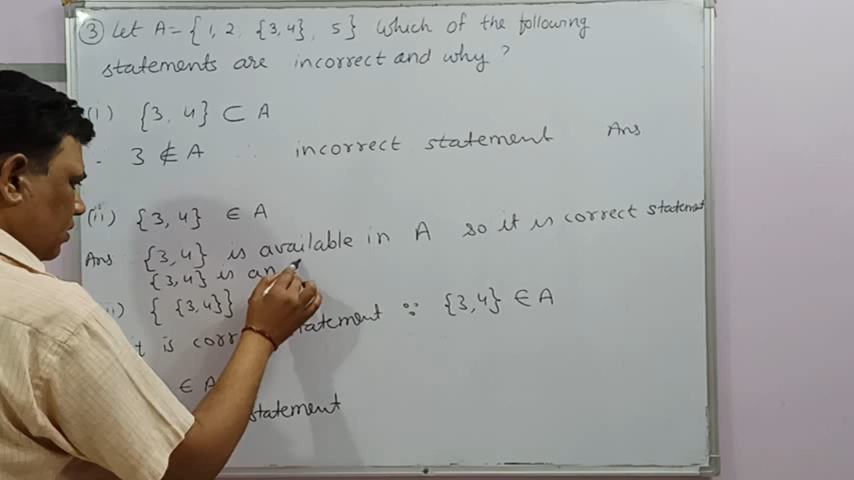 ③ Let A = { 1, 2, {3,4}, 5 } Which of the following
statements are incorrect and why?
(i) {3, 4} ⊂ A
∴ 3 ∉ A ∴ incorrect statement Ans
(ii) {3, 4} ∈ A
Ans {3,4} is available in A so it is correct statement
{3,4} is an
{ {3,4}}
it is statement ∵ {3,4} ∈ A
∈ A
statement